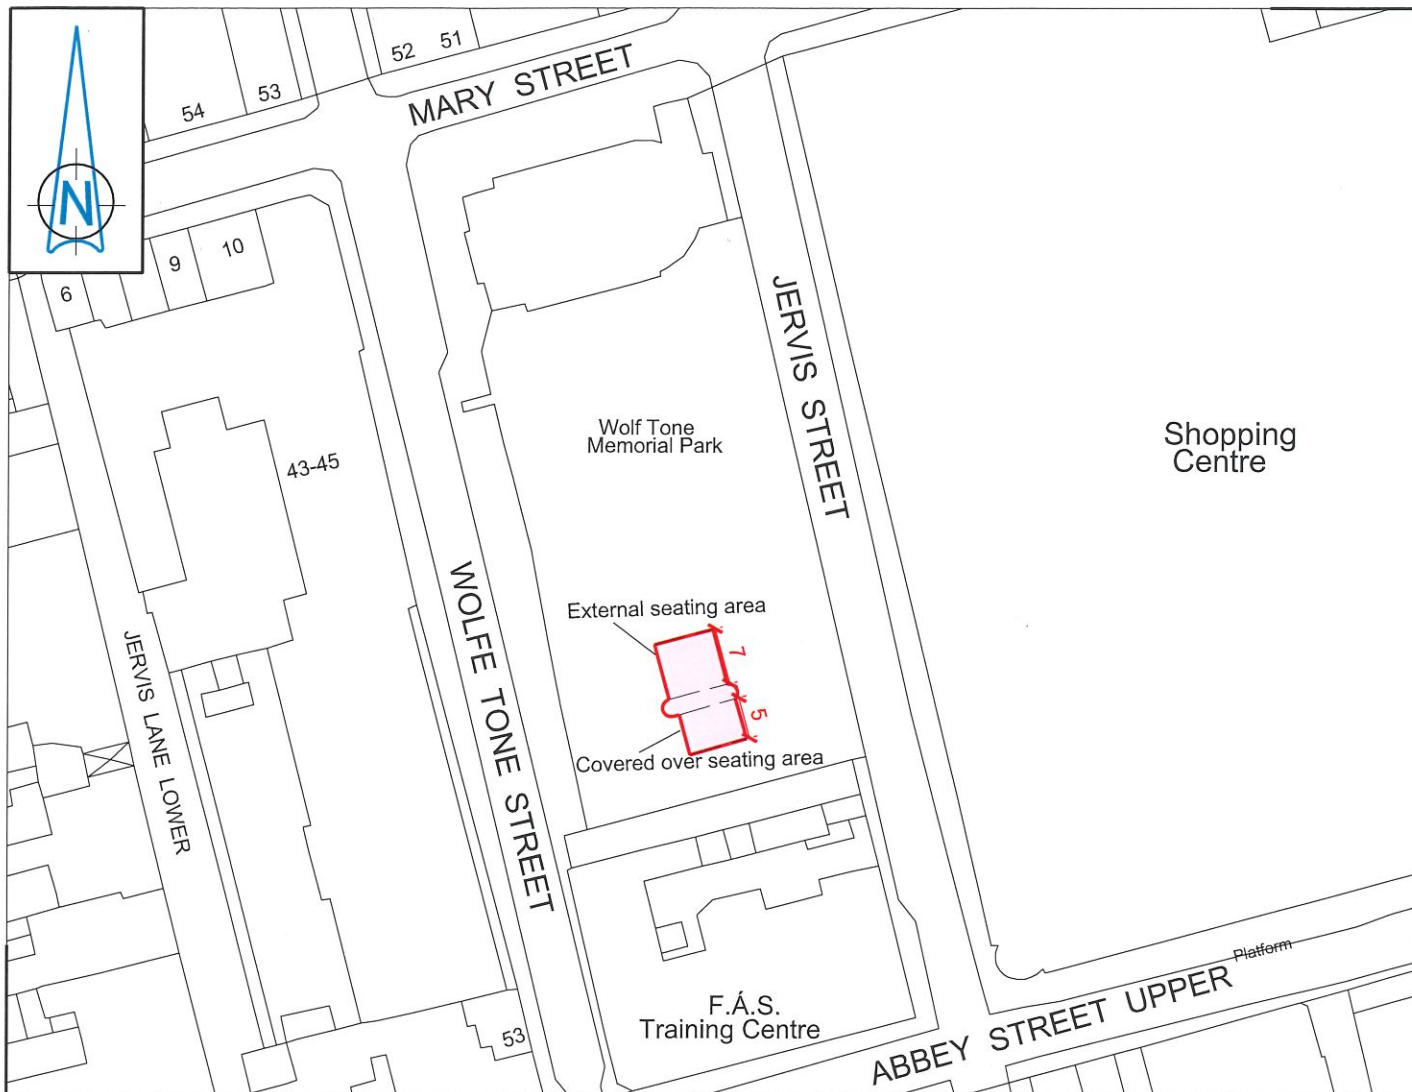 52 51
MARY STREET
53
54
N
9 10
6
JERVIS STREET
Wolf Tone
Memorial Park
Shopping
Centre
43-45
WOLFE TONE STREET
External seating area
7
5
Covered over seating area
JERVIS LANE LOWER
Platform
F.Á.S.
Training Centre
53
ABBEY STREET UPPER